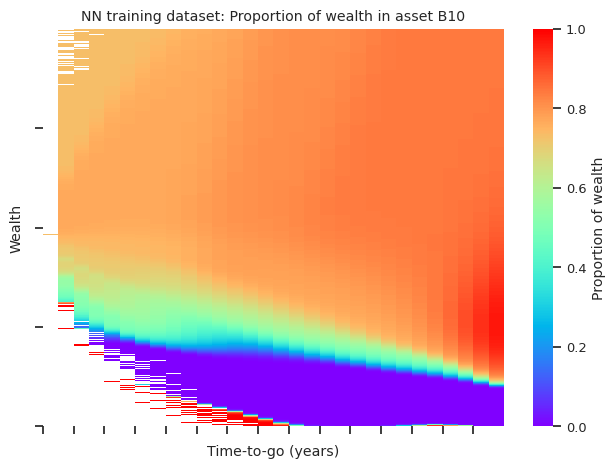 NN training dataset: Proportion of wealth in asset B10
Wealth
Time-to-go (years)
1.0
0.8
0.6
0.4
0.2
0.0
Proportion of wealth